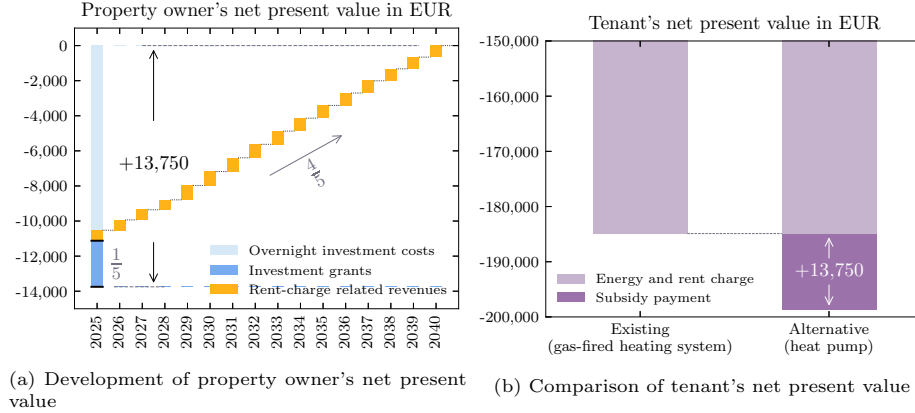 Property owner's net present value in EUR
0
-2,000
-4,000
-6,000
-8,000
-10,000
-12,000
-14,000
+13,750
4/5
1/5
Overnight investment costs
Investment grants
Rent-charge related revenues
2025 2026 2027 2028 2029 2030 2031 2032 2033 2034 2035 2036 2037 2038 2039 2040
(a) Development of property owner's net present
value
Tenant's net present value in EUR
-150,000
-160,000
-170,000
-180,000
-190,000
-200,000
+13,750
Energy and rent charge
Subsidy payment
Existing
(gas-fired heating system)
Alternative
(heat pump)
(b) Comparison of tenant's net present value